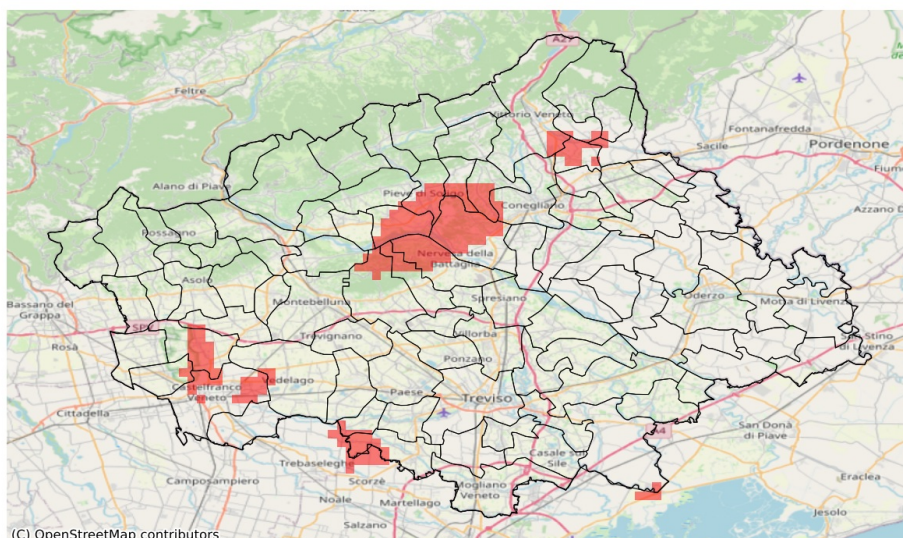 A27
Feltre
Vittorio Veneto
Fontanafredda
Sacile
Pordenone
Alano di Piave
Pieve di Soligo
Conegliano
Azzano D
Possagno
Nervesa della
Battaglia
Asolo
Bassano del
Grappa
Montebelluna
Spresiano
Oderzo
Motta di Livenza
SPV
Rosà
Trevignano
Villorba
Ponzano
Vedelago
Castelfranco
Veneto
Paese
Treviso
Cittadella
A4
San Donà
di Piave
Casale sul
Sile
Trebaseleghe
Camposampiero
Scorzè
Mogliano
Veneto
Noale
Martellago
Eraclea
Jesolo
Salzano
(C) OpenStreetMap contributors